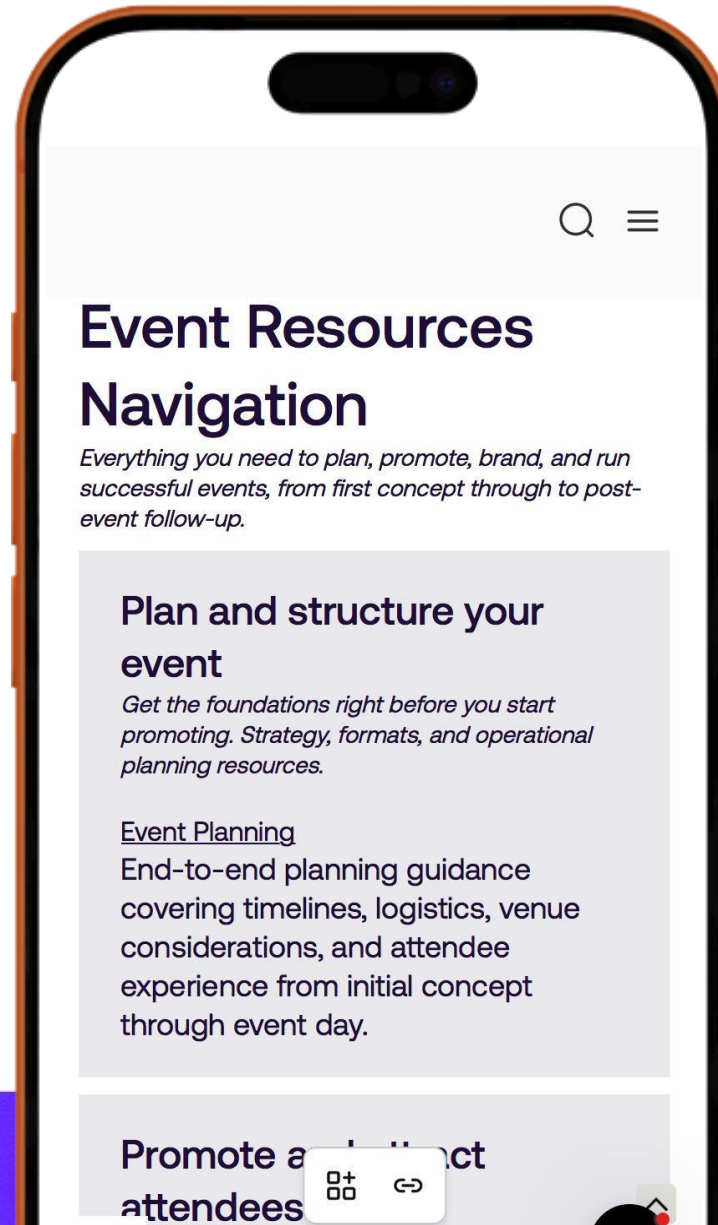 Event Resources
Navigation
Everything you need to plan, promote, brand, and run
successful events, from first concept through to post-
event follow-up.
Plan and structure your
event
Get the foundations right before you start
promoting. Strategy, formats, and operational
planning resources.
Event Planning
End-to-end planning guidance
covering timelines, logistics, venue
considerations, and attendee
experience from initial concept
through event day.
Promote
attendees